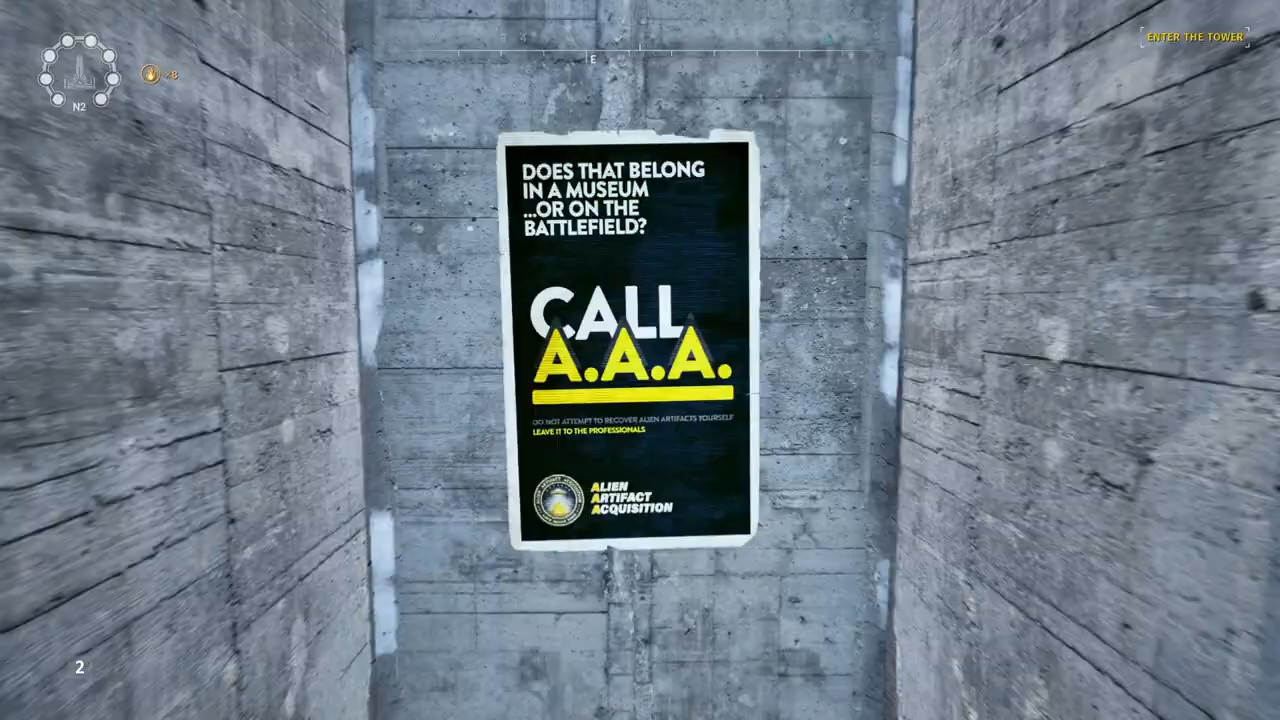 ENTER THE TOWER
E
×8
N2
DOES THAT BELONG
IN A MUSEUM
...OR ON THE
BATTLEFIELD?
CALL
A.A.A.
DO NOT ATTEMPT TO RECOVER ALIEN ARTIFACTS YOURSELF
LEAVE IT TO THE PROFESSIONALS
ALIEN
ARTIFACT
ACQUISITION
2